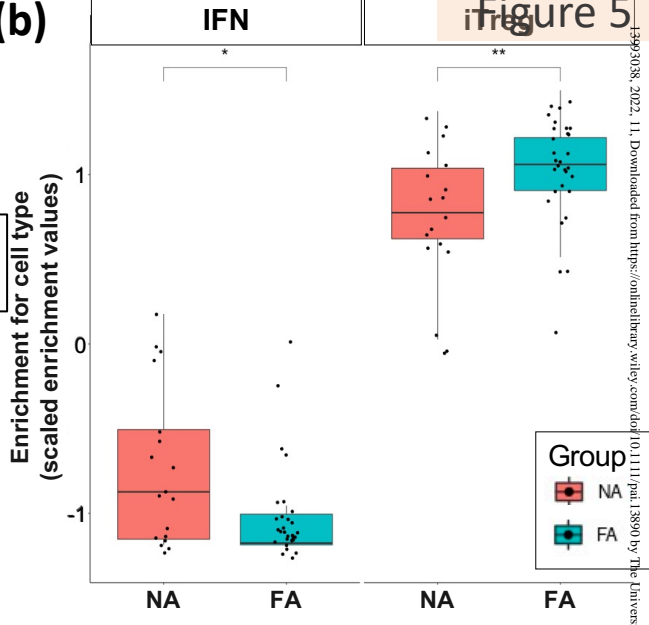 (b)
IFN
iTreg
Figure 5
*
**
Enrichment for cell type
(scaled enrichment values)
1
0
-1
NA
FA
NA
FA
Group
NA
FA
13993038, 2022, 11, Downloaded from https://onlinelibrary.wiley.com/doi/10.1111/pai.13890 by The Univers